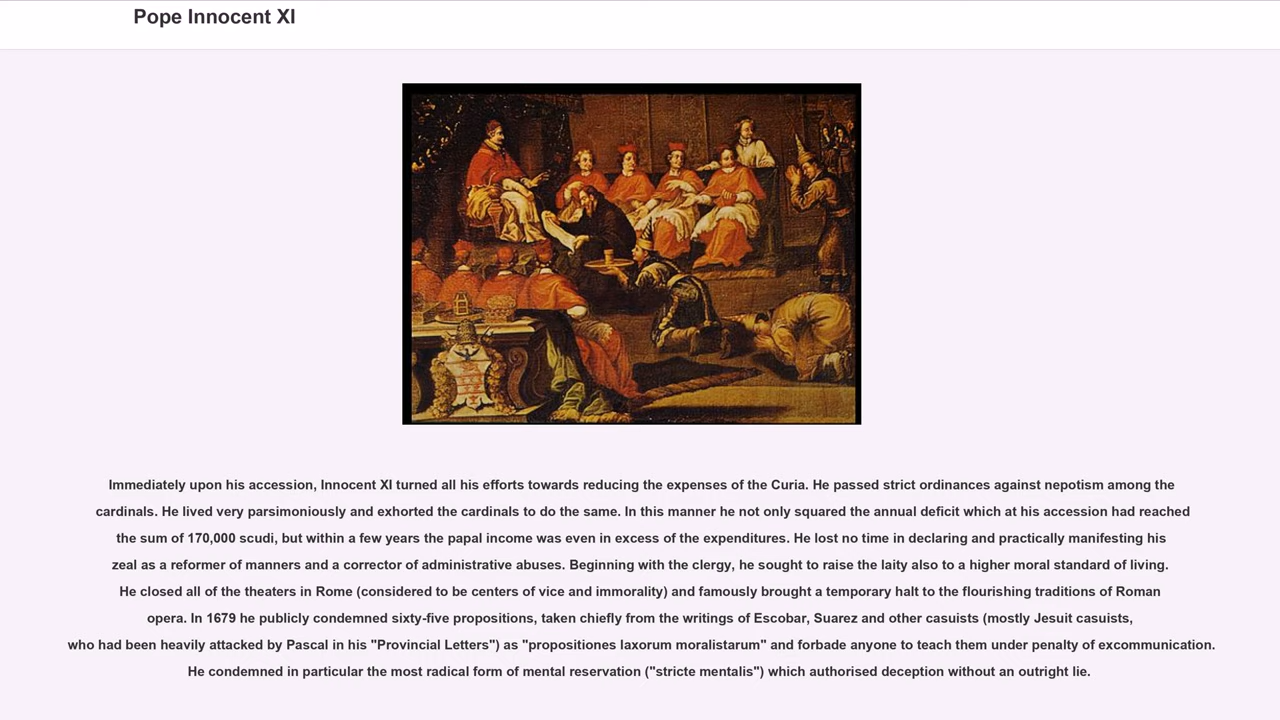 Pope Innocent XI
Immediately upon his accession, Innocent XI turned all his efforts towards reducing the expenses of the Curia. He passed strict ordinances against nepotism among the
cardinals. He lived very parsimoniously and exhorted the cardinals to do the same. In this manner he not only squared the annual deficit which at his accession had reached
the sum of 170,000 scudi, but within a few years the papal income was even in excess of the expenditures. He lost no time in declaring and practically manifesting his
zeal as a reformer of manners and a corrector of administrative abuses. Beginning with the clergy, he sought to raise the laity also to a higher moral standard of living.
He closed all of the theaters in Rome (considered to be centers of vice and immorality) and famously brought a temporary halt to the flourishing traditions of Roman
opera. In 1679 he publicly condemned sixty-five propositions, taken chiefly from the writings of Escobar, Suarez and other casuists (mostly Jesuit casuists,
who had been heavily attacked by Pascal in his "Provincial Letters") as "propositiones laxorum moralistarum" and forbade anyone to teach them under penalty of excommunication.
He condemned in particular the most radical form of mental reservation ("stricte mentalis") which authorised deception without an outright lie.